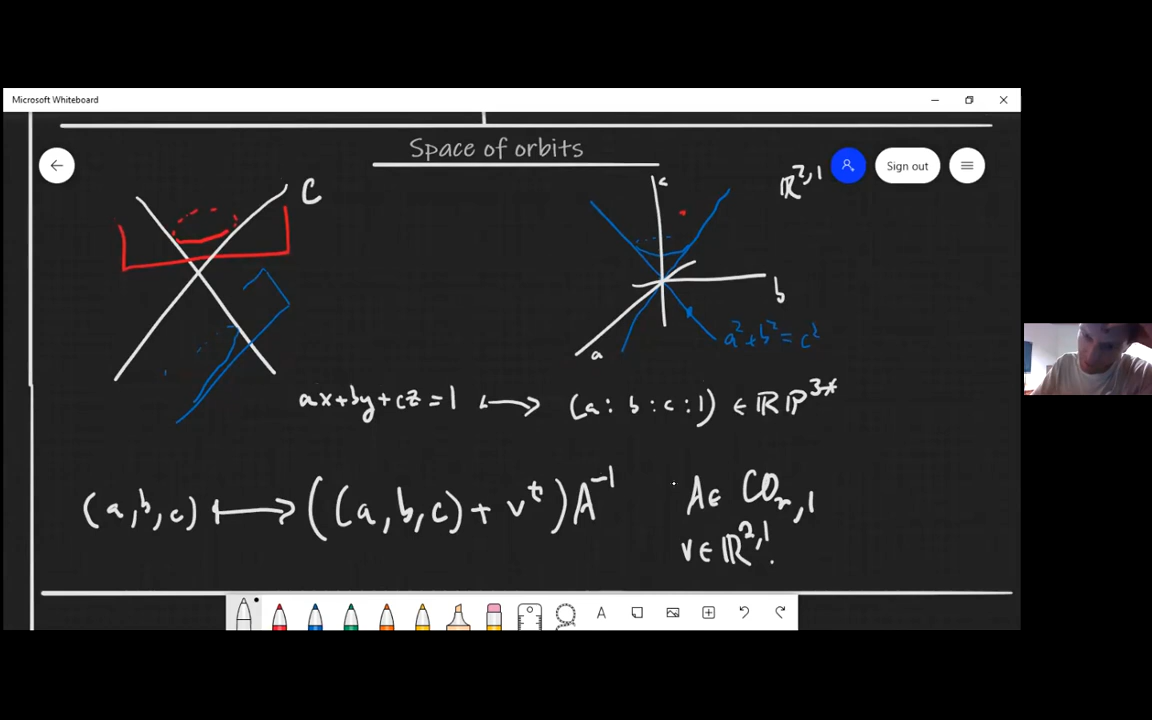 Microsoft Whiteboard
Space of orbits
Sign out
C
c
ℝ^{2,1}
b
a
a²+b²=c²
ax+by+cz=1 ⟷ (a:b:c:1) ∈ ℝP^{3*}
(a,b,c) ⟼ ((a,b,c)+v^t)A^{-1}
A∈ CO_{2,1}
v∈ℝ^{2,1}.
A